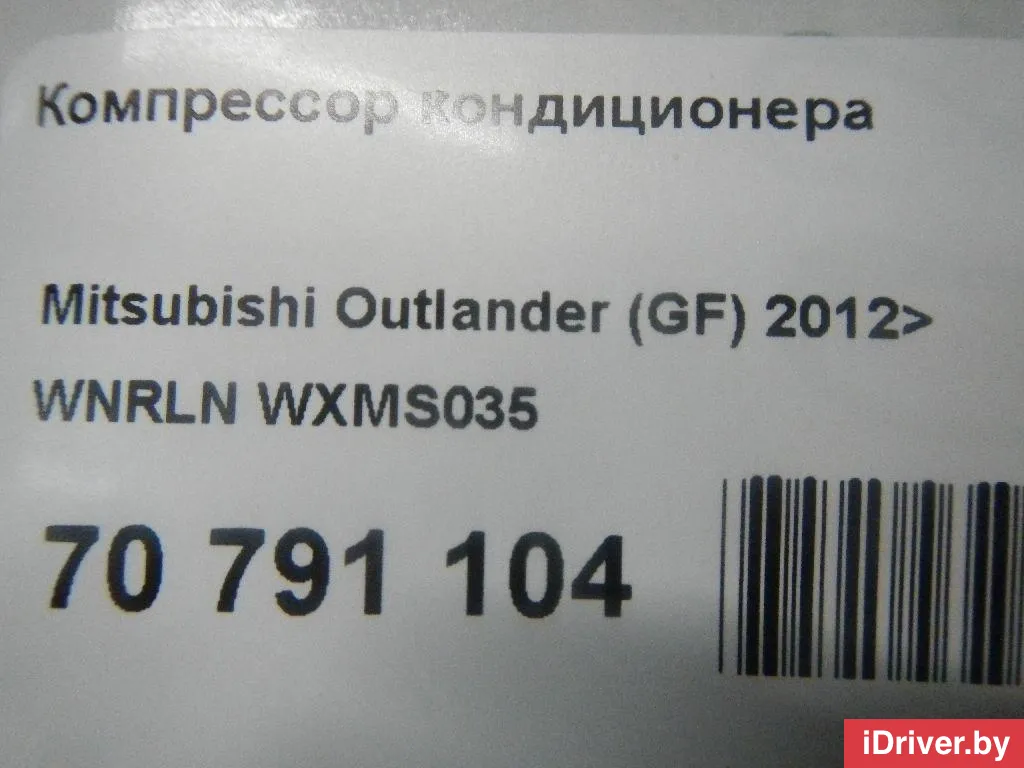 Компрессор кондиционера
Mitsubishi Outlander (GF) 2012>
WNRLN WXMS035
70 791 104
iDriver.by